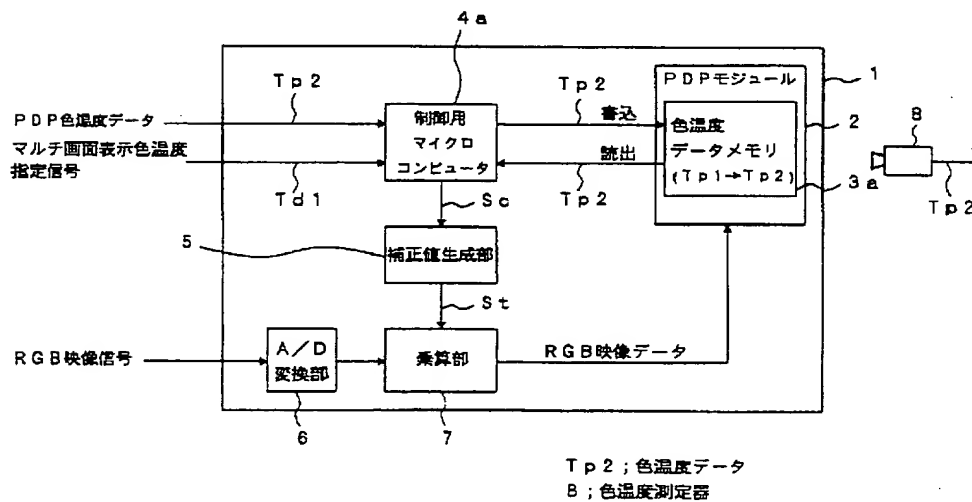 4a
Tp2
PDP色温度データ
マルチ画面表示色温度
指定信号
Td1
制御用
マイクロ
コンピュータ
Tp2
書込
読出
Tp2
PDPモジュール
色温度
データメモリ
(Tp1→Tp2)
1
2
3a
8
Tp2
Sc
5
補正値生成部
St
RGB映像信号
A/D
変換部
乗算部
RGB映像データ
6
7
Tp2;色温度データ
8;色温度測定器